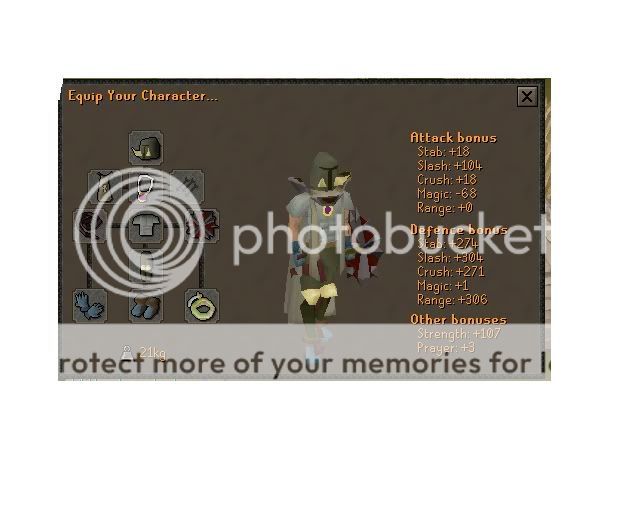 Equip Your Character...
Attack bonus
Stab: +18
Slash: +104
Crush: +18
Magic: -68
Range: +0
Defence bonus
Stab: +274
Slash: +304
Crush: +271
Magic: +1
Range: +306
Other bonuses
Strength: +107
Prayer: +3
21kg
photobucket
rotect more of your memories for l